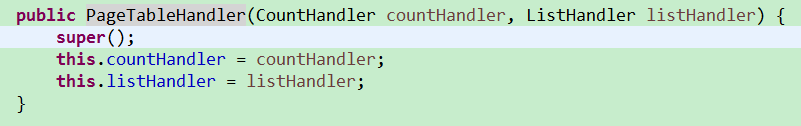 public PageTableHandler(CountHandler countHandler, ListHandler listHandler) {
    super();
    this.countHandler = countHandler;
    this.listHandler = listHandler;
}